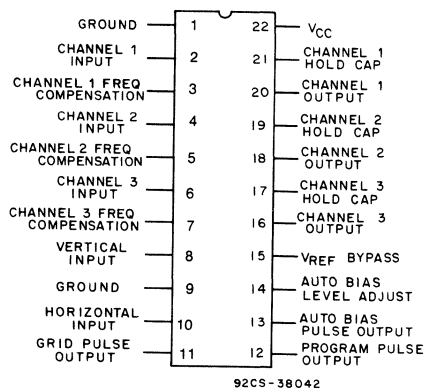 GROUND 1
CHANNEL 1
INPUT 2
CHANNEL 1 FREQ
COMPENSATION 3
CHANNEL 2
INPUT 4
CHANNEL 2 FREQ
COMPENSATION 5
CHANNEL 3
INPUT 6
CHANNEL 3 FREQ
COMPENSATION 7
VERTICAL
INPUT 8
GROUND 9
HORIZONTAL
INPUT 10
GRID PULSE
OUTPUT 11
22 VCC
21 CHANNEL 1
HOLD CAP
20 CHANNEL 1
OUTPUT
19 CHANNEL 2
HOLD CAP
18 CHANNEL 2
OUTPUT
17 CHANNEL 3
HOLD CAP
16 CHANNEL 3
OUTPUT
15 VREF BYPASS
14 AUTO BIAS
LEVEL ADJUST
13 AUTO BIAS
PULSE OUTPUT
12 PROGRAM PULSE
OUTPUT
92CS-38042